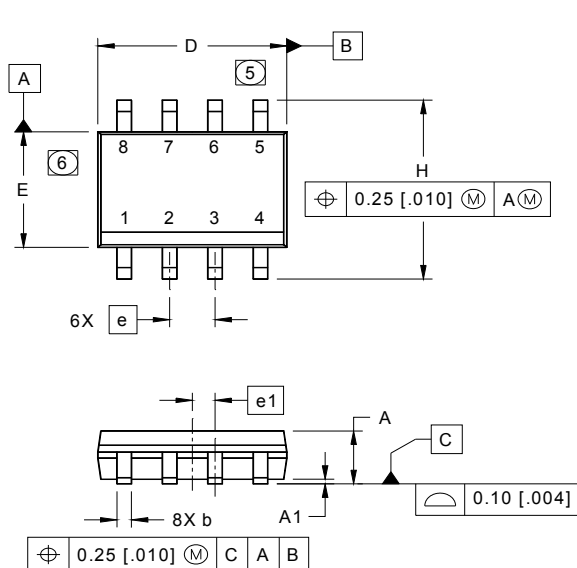 D
B
5
A
8 7 6 5
6
E
H
⌖ 0.25 [.010] Ⓜ AⓂ
1 2 3 4
6X e
e1
A
C
8X b
A1
⌓ 0.10 [.004]
⌖ 0.25 [.010] Ⓜ C A B